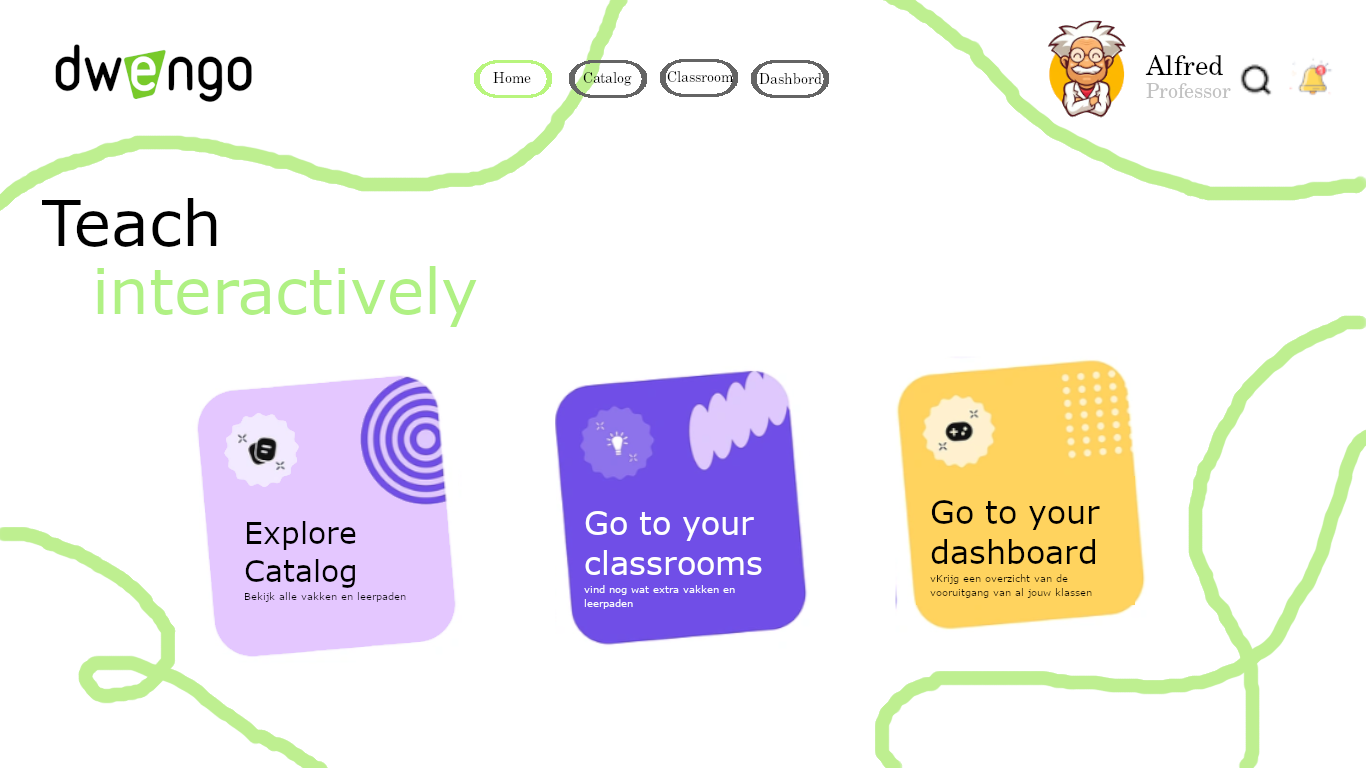 dwengo
Home
Catalog
Classroom
Dashbord
Alfred
Professor
Teach
interactively
Explore
Catalog
Bekijk alle vakken en leerpaden
Go to your
classrooms
vind nog wat extra vakken en
leerpaden
Go to your
dashboard
vKrijg een overzicht van de
vooruitgang van al jouw klassen